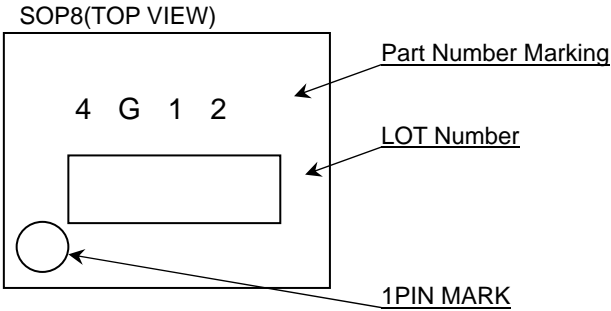 SOP8(TOP VIEW)
Part Number Marking
4 G 1 2
LOT Number
1PIN MARK